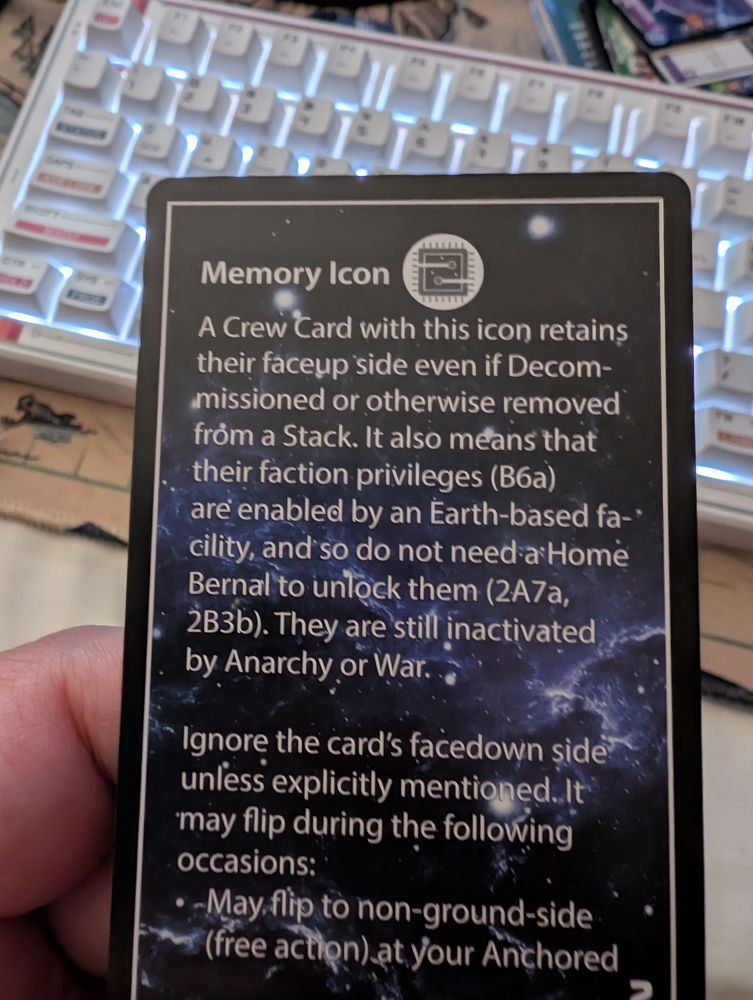 Memory Icon
A Crew Card with this icon retains
their faceup side even if Decom-
missioned or otherwise removed
from a Stack. It also means that
their faction privileges (B6a)
are enabled by an Earth-based fa-
cility, and so do not need a Home
Bernal to unlock them (2A7a,
2B3b). They are still inactivated
by Anarchy or War.
Ignore the card's facedown side
unless explicitly mentioned. It
may flip during the following
occasions:
• May flip to non-ground-side
(free action) at your Anchored